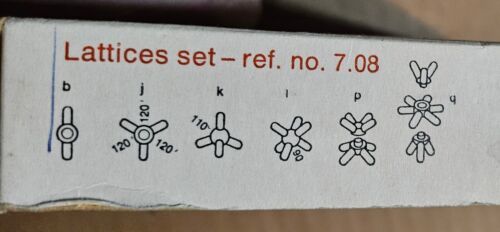 Lattices set – ref. no. 7.08
b j k l p q
120°
120° 120°
110°
90